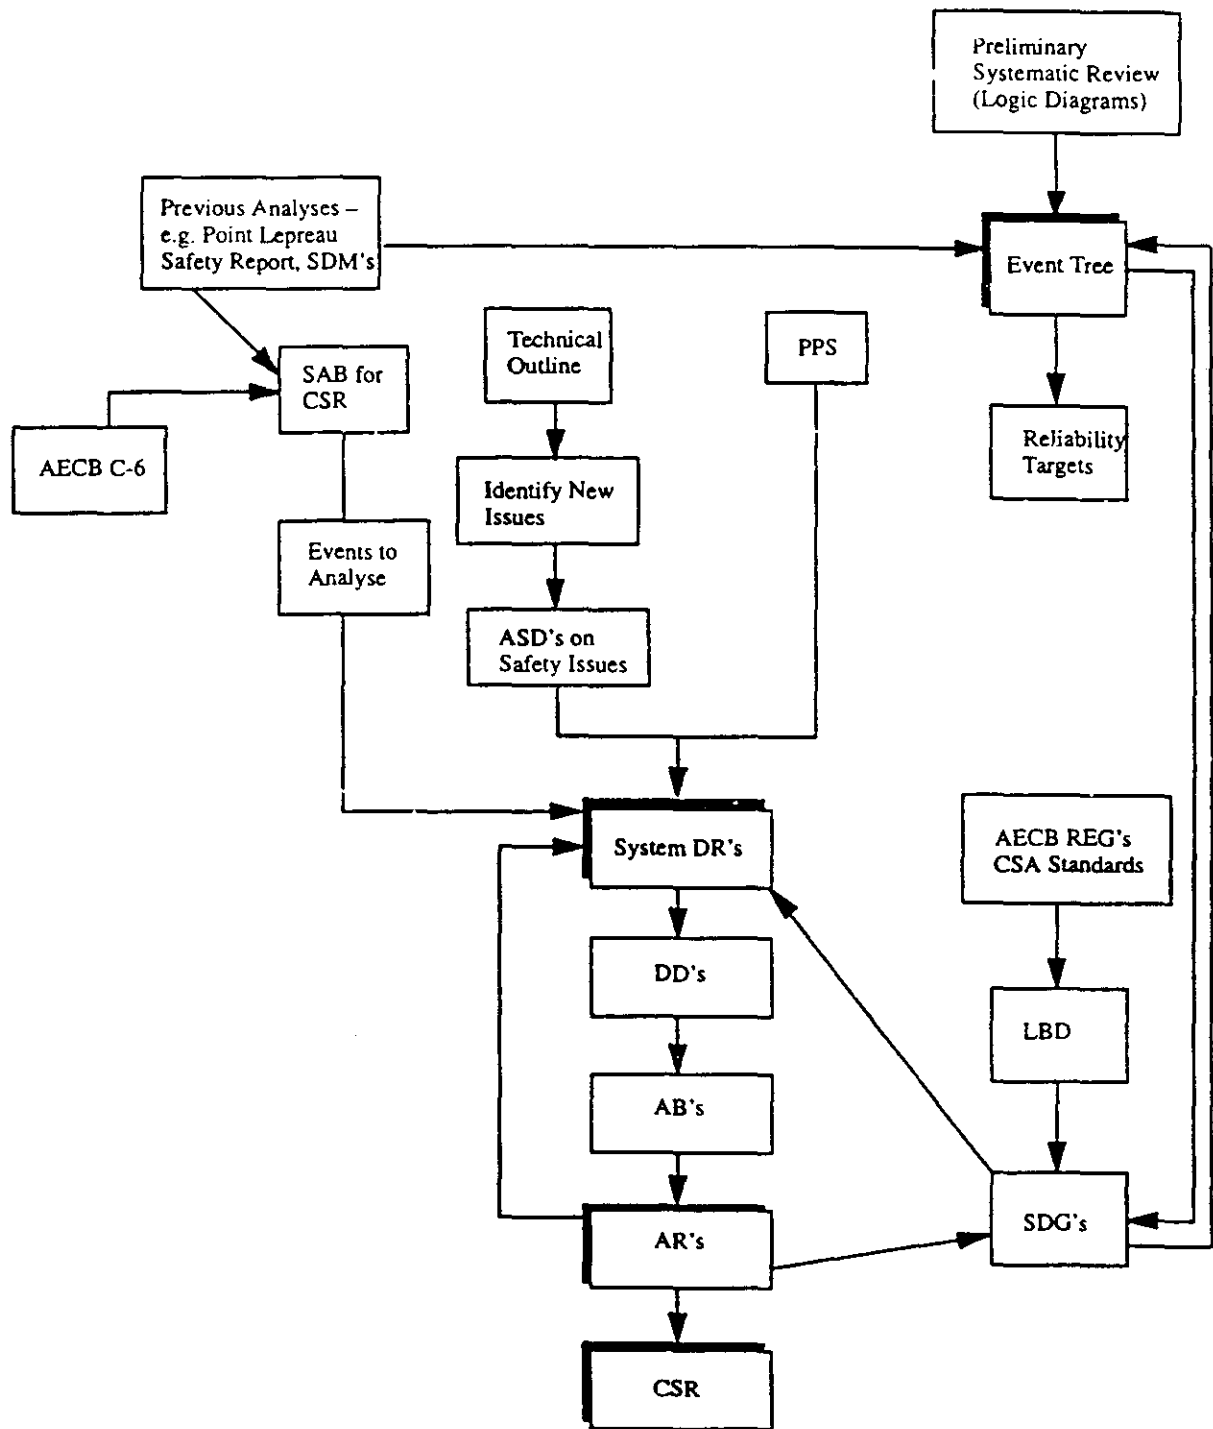 Preliminary
Systematic Review
(Logic Diagrams)
Previous Analyses –
e.g. Point Lepreau
Safety Report, SDM's
Event Tree
Technical
Outline
PPS
SAB for
CSR
AECB C-6
Reliability
Targets
Identify New
Issues
Events to
Analyse
ASD's on
Safety Issues
System DR's
AECB REG's
CSA Standards
DD's
LBD
AB's
SDG's
AR's
CSR